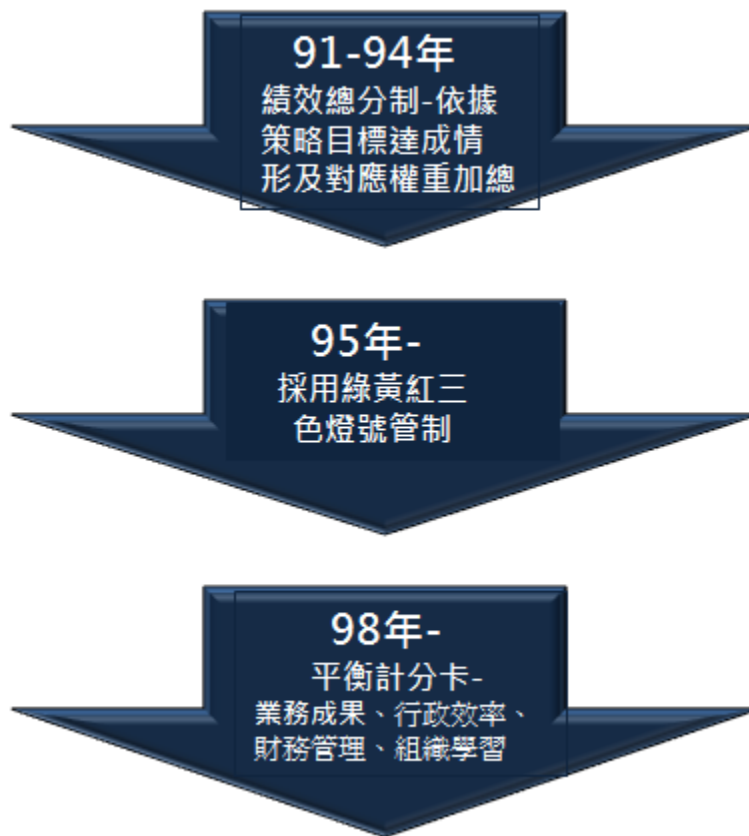 91-94年
績效總分制-依據
策略目標達成情
形及對應權重加總
95年-
採用綠黃紅三
色燈號管制
98年-
平衡計分卡-
業務成果、行政效率、
財務管理、組織學習